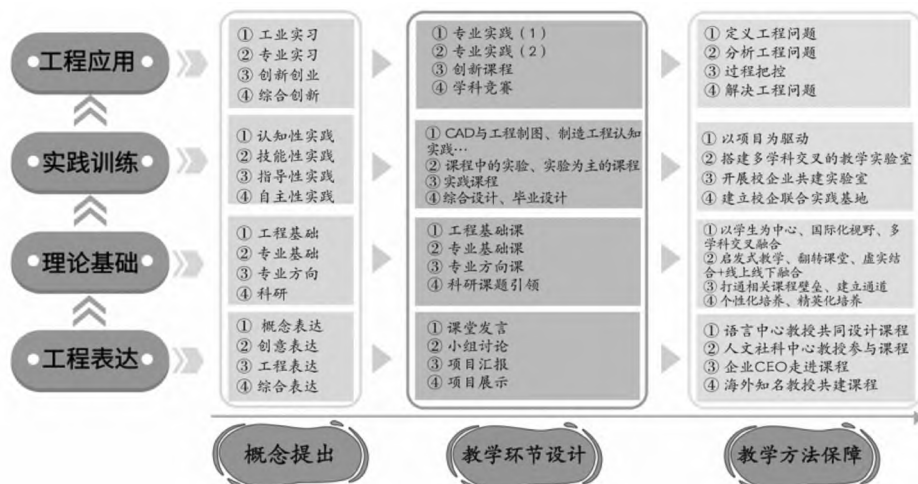 工程应用
① 工业实习
② 专业实习
③ 创新创业
④ 综合创新
① 专业实践（1）
② 专业实践（2）
③ 创新课程
④ 学科竞赛
① 定义工程问题
② 分析工程问题
③ 过程把控
④ 解决工程问题
实践训练
① 认知性实践
② 技能性实践
③ 指导性实践
④ 自主性实践
① CAD与工程制图、制造工程认知
实践…
② 课程中的实验、实验为主的课程
③ 实践课程
④ 综合设计、毕业设计
① 以项目为驱动
② 搭建多学科交叉的教学实验室
③ 开展校企业共建实验室
④ 建立校企联合实践基地
理论基础
① 工程基础
② 专业基础
③ 专业方向
④ 科研
① 工程基础课
② 专业基础课
③ 专业方向课
④ 科研课题引领
① 以学生为中心、国际化视野、多
学科交叉融合
② 启发式教学、翻转课堂、虚实结
合+线上线下融合
③ 打通相关课程壁垒、建立通道
④ 个性化培养、精英化培养
工程表达
① 概念表达
② 创意表达
③ 工程表达
④ 综合表达
① 课堂发言
② 小组讨论
③ 项目汇报
④ 项目展示
① 语言中心教授共同设计课程
② 人文社科中心教授参与课程
③ 企业CEO走进课程
④ 海外知名教授共建课程
概念提出
教学环节设计
教学方法保障